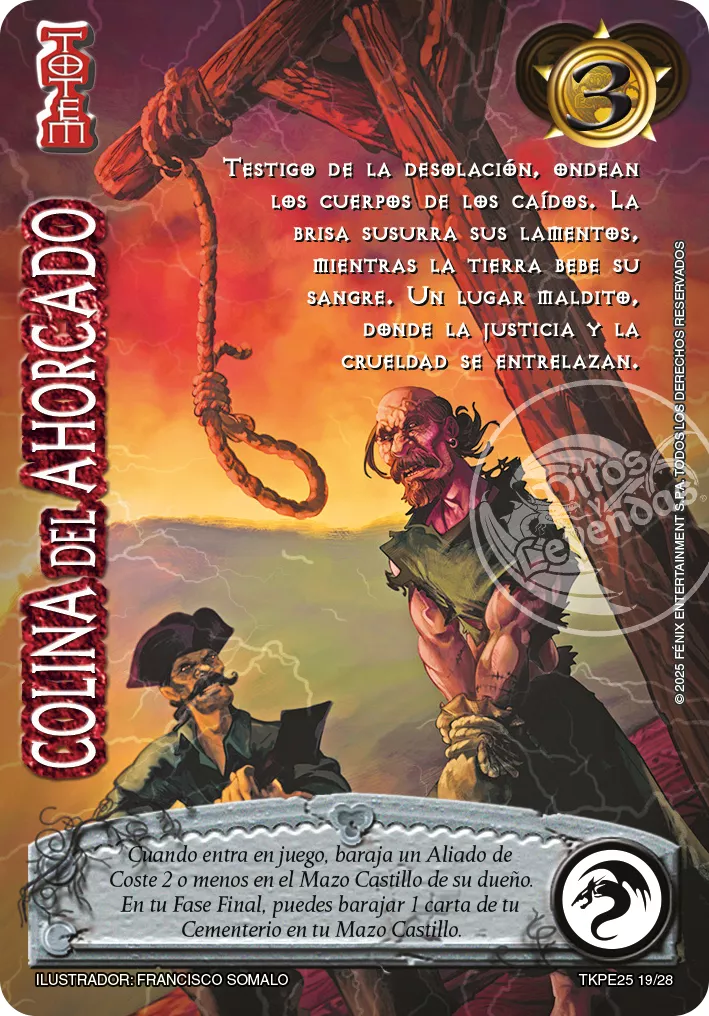 TOTEM
3
COLINA DEL AHORCADO
TESTIGO DE LA DESOLACIÓN, ONDEAN
LOS CUERPOS DE LOS CAÍDOS. LA
BRISA SUSURRA SUS LAMENTOS,
MIENTRAS LA TIERRA BEBE SU
SANGRE. UN LUGAR MALDITO,
DONDE LA JUSTICIA Y LA
CRUELDAD SE ENTRELAZAN.
Mitos
y
Leyendas®
©2025 FÉNIX ENTERTAINMENT S.P.A. TODOS LOS DERECHOS RESERVADOS
Cuando entra en juego, baraja un Aliado de
Coste 2 o menos en el Mazo Castillo de su dueño.
En tu Fase Final, puedes barajar 1 carta de tu
Cementerio en tu Mazo Castillo.
ILUSTRADOR: FRANCISCO SOMALO
TKPE25 19/28